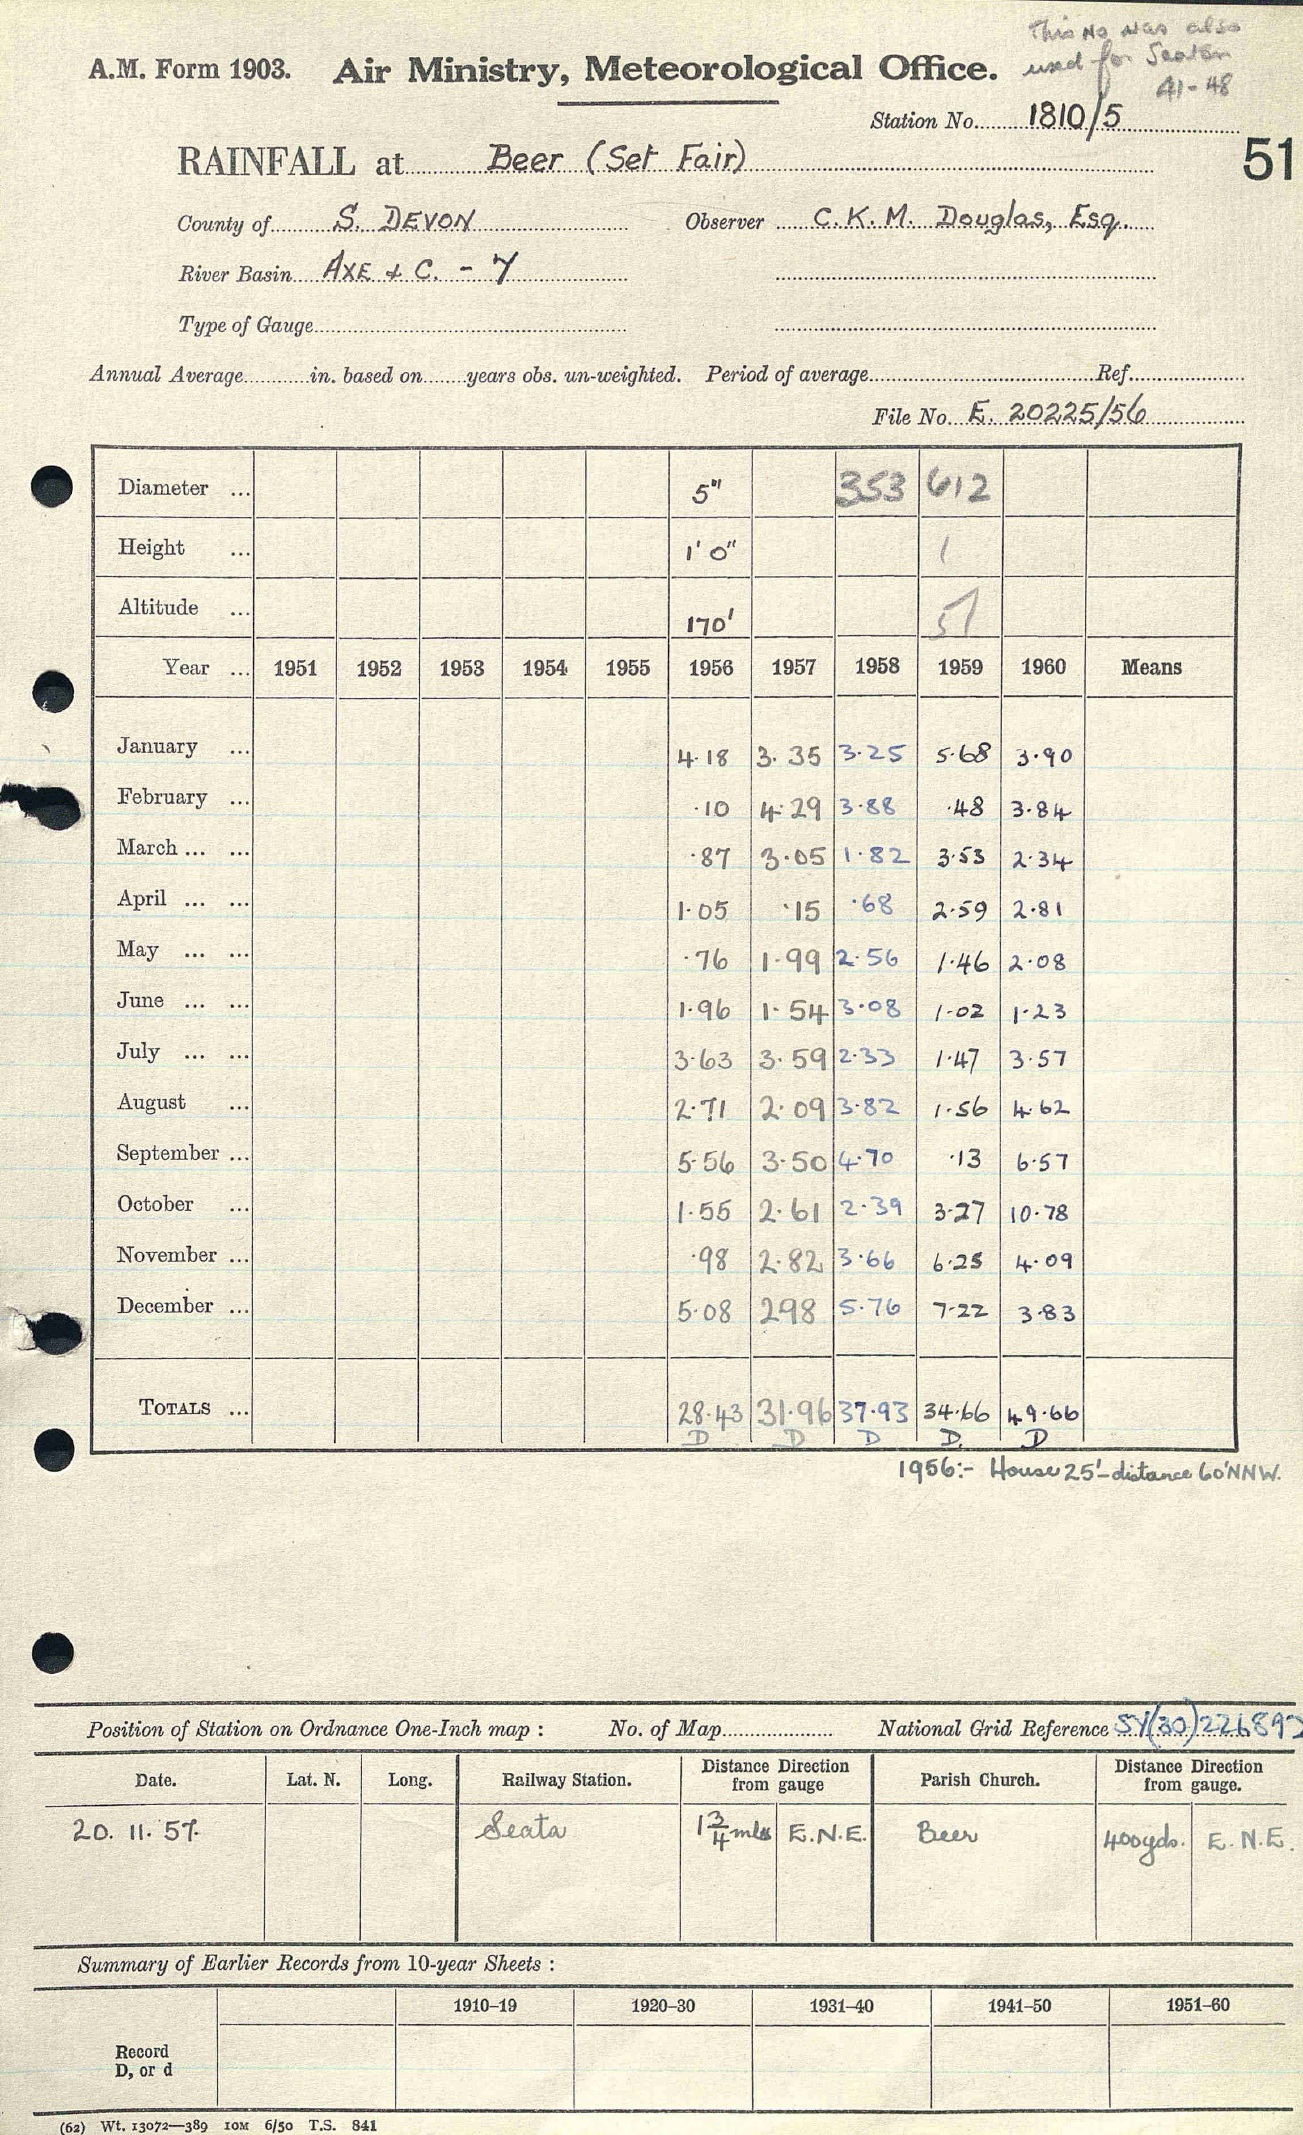 This No was also
used for Seaton
41-48
A.M. Form 1903. Air Ministry, Meteorological Office.
Station No. 1810/5
51
RAINFALL at Beer (Set Fair)
County of S. DEVON Observer C.K.M. Douglas, Esq.
River Basin AXE & C. - 7
Type of Gauge
Annual Average in. based on years obs. un-weighted. Period of average Ref.
File No. E. 20225/56
Diameter ... 5" 353 612
Height ... 1' 0" 1
Altitude ... 170' 51
Year ... 1951 1952 1953 1954 1955 1956 1957 1958 1959 1960 Means
January ... 4.18 3.35 3.25 5.68 3.90
February ... .10 4.29 3.88 .48 3.84
March ... ... .87 3.05 1.82 3.53 2.34
April ... ... 1.05 .15 .68 2.59 2.81
May ... ... .76 1.99 2.56 1.46 2.08
June ... ... 1.96 1.54 3.08 1.02 1.23
July ... ... 3.63 3.59 2.33 1.47 3.57
August ... 2.71 2.09 3.82 1.56 4.62
September ... 5.56 3.50 4.70 .13 6.57
October ... 1.55 2.61 2.39 3.27 10.78
November ... .98 2.82 3.66 6.25 4.09
December ... 5.08 298 5.76 7.22 3.83
TOTALS ... 28.43 31.96 37.93 34.66 49.66
D D D D. D
1956:- House 25'-distance 60'NNW.
Position of Station on Ordnance One-Inch map : No. of Map National Grid Reference SY(30)226892
Date. Lat. N. Long. Railway Station. Distance Direction from gauge Parish Church. Distance Direction from gauge.
20. 11. 57. Seata 1 3/4 mls E.N.E. Beer 400yds. E.N.E.
Summary of Earlier Records from 10-year Sheets :
1910–19 1920–30 1931–40 1941–50 1951–60
Record
D, or d
(62) Wt. 13072—389 10M 6/50 T.S. 841